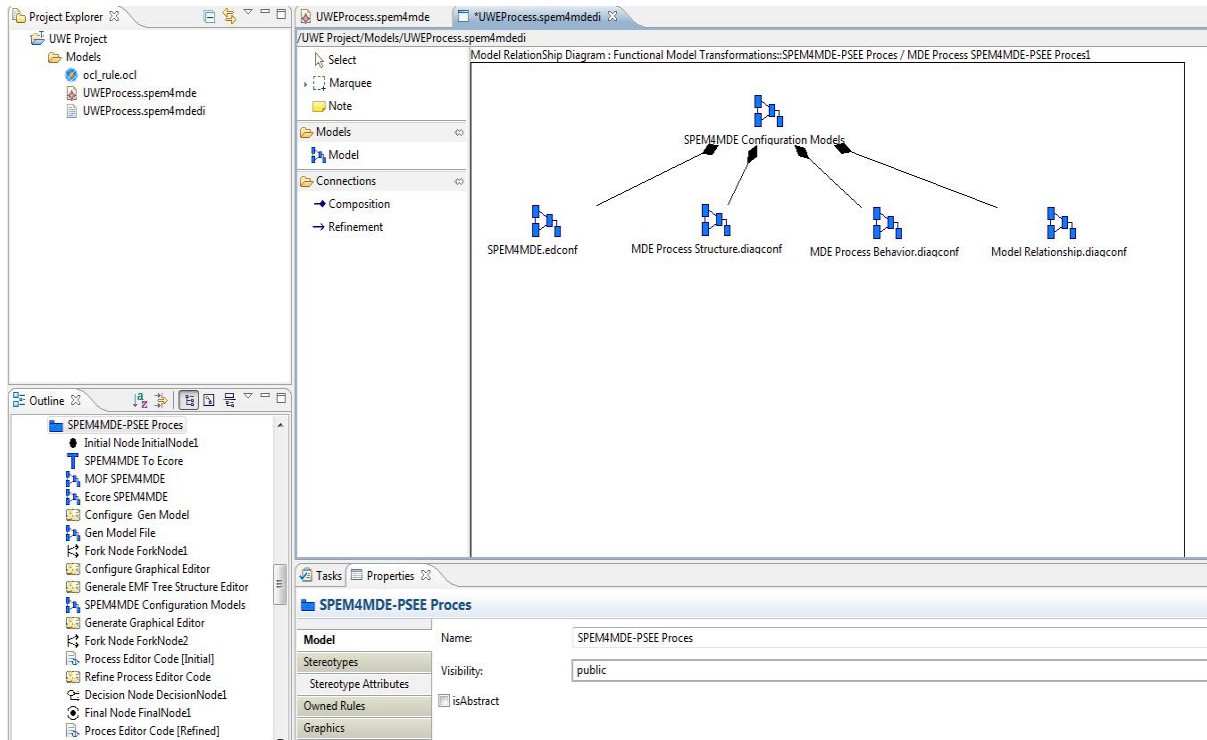 Project Explorer
UWE Project
Models
ocl_rule.ocl
UWEProcess.spem4mde
UWEProcess.spem4mdedi
UWEProcess.spem4mde
*UWEProcess.spem4mdedi
/UWE Project/Models/UWEProcess.spem4mdedi
Select
Marquee
Note
Models
Model
Connections
Composition
Refinement
Model RelationShip Diagram : Functional Model Transformations::SPEM4MDE-PSEE Proces / MDE Process SPEM4MDE-PSEE Proces1
SPEM4MDE Configuration Models
SPEM4MDE.edconf
MDE Process Structure.diagconf
MDE Process Behavior.diagconf
Model Relationship.diagconf
Outline
SPEM4MDE-PSEE Proces
Initial Node InitialNode1
SPEM4MDE To Ecore
MOF SPEM4MDE
Ecore SPEM4MDE
Configure Gen Model
Gen Model File
Fork Node ForkNode1
Configure Graphical Editor
Generale EMF Tree Structure Editor
SPEM4MDE Configuration Models
Generate Graphical Editor
Fork Node ForkNode2
Process Editor Code [Initial]
Refine Process Editor Code
Decision Node DecisionNode1
Final Node FinalNode1
Proces Editor Code [Refined]
Tasks
Properties
SPEM4MDE-PSEE Proces
Model
Stereotypes
Stereotype Attributes
Owned Rules
Graphics
Name:
SPEM4MDE-PSEE Proces
Visibility:
public
isAbstract